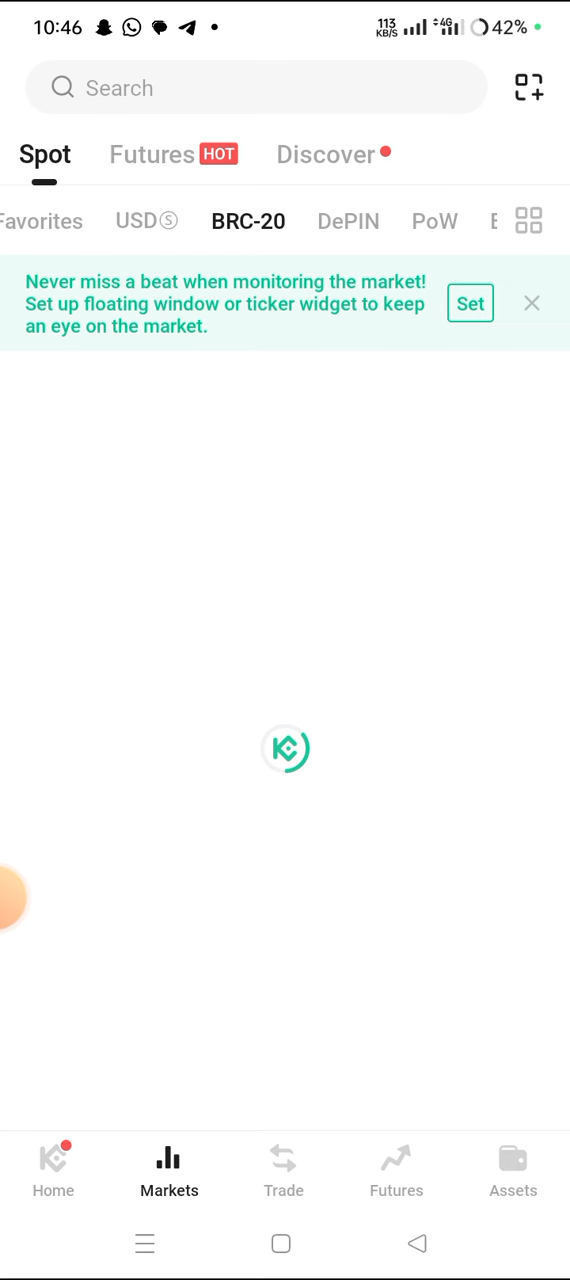 10:46
113 KB/S 4G 42%
Search
Spot Futures HOT Discover
Favorites USDⓈ BRC-20 DePIN PoW
Never miss a beat when monitoring the market!
Set up floating window or ticker widget to keep
an eye on the market.
Set
Home Markets Trade Futures Assets